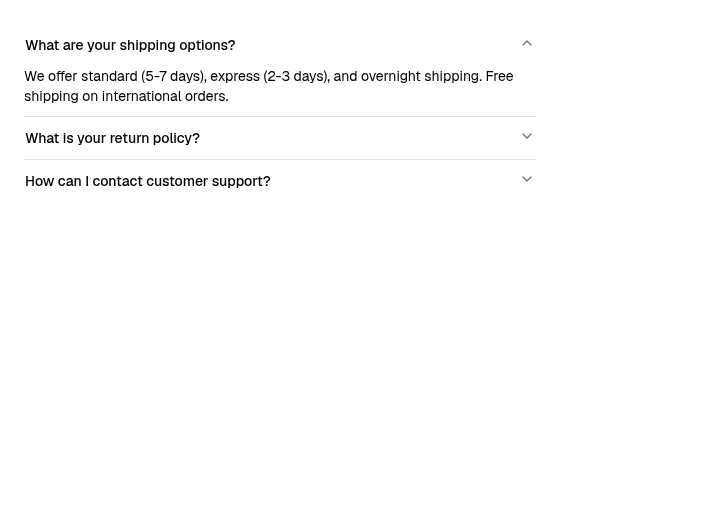 What are your shipping options?
We offer standard (5-7 days), express (2-3 days), and overnight shipping. Free
shipping on international orders.
What is your return policy?
How can I contact customer support?